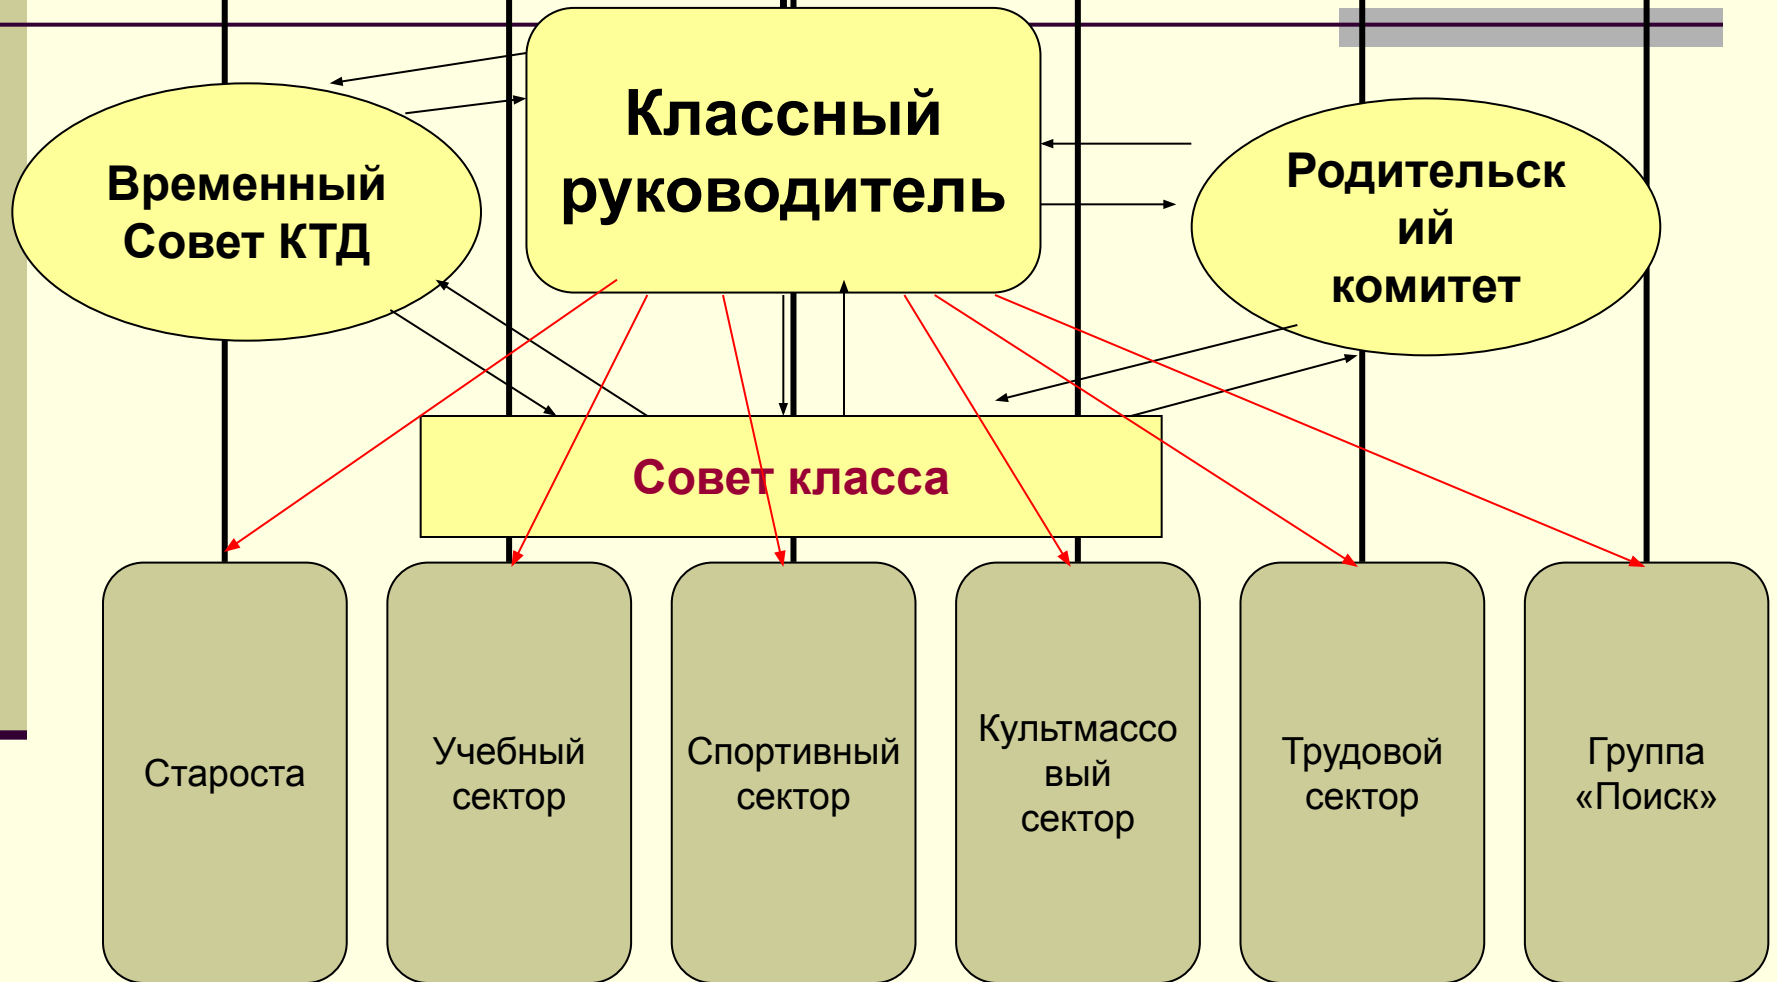 Классный
руководитель
Временный
Совет КТД
Родительск
ий
комитет
Совет класса
Староста
Учебный
сектор
Спортивный
сектор
Культмассо
вый
сектор
Трудовой
сектор
Группа
«Поиск»